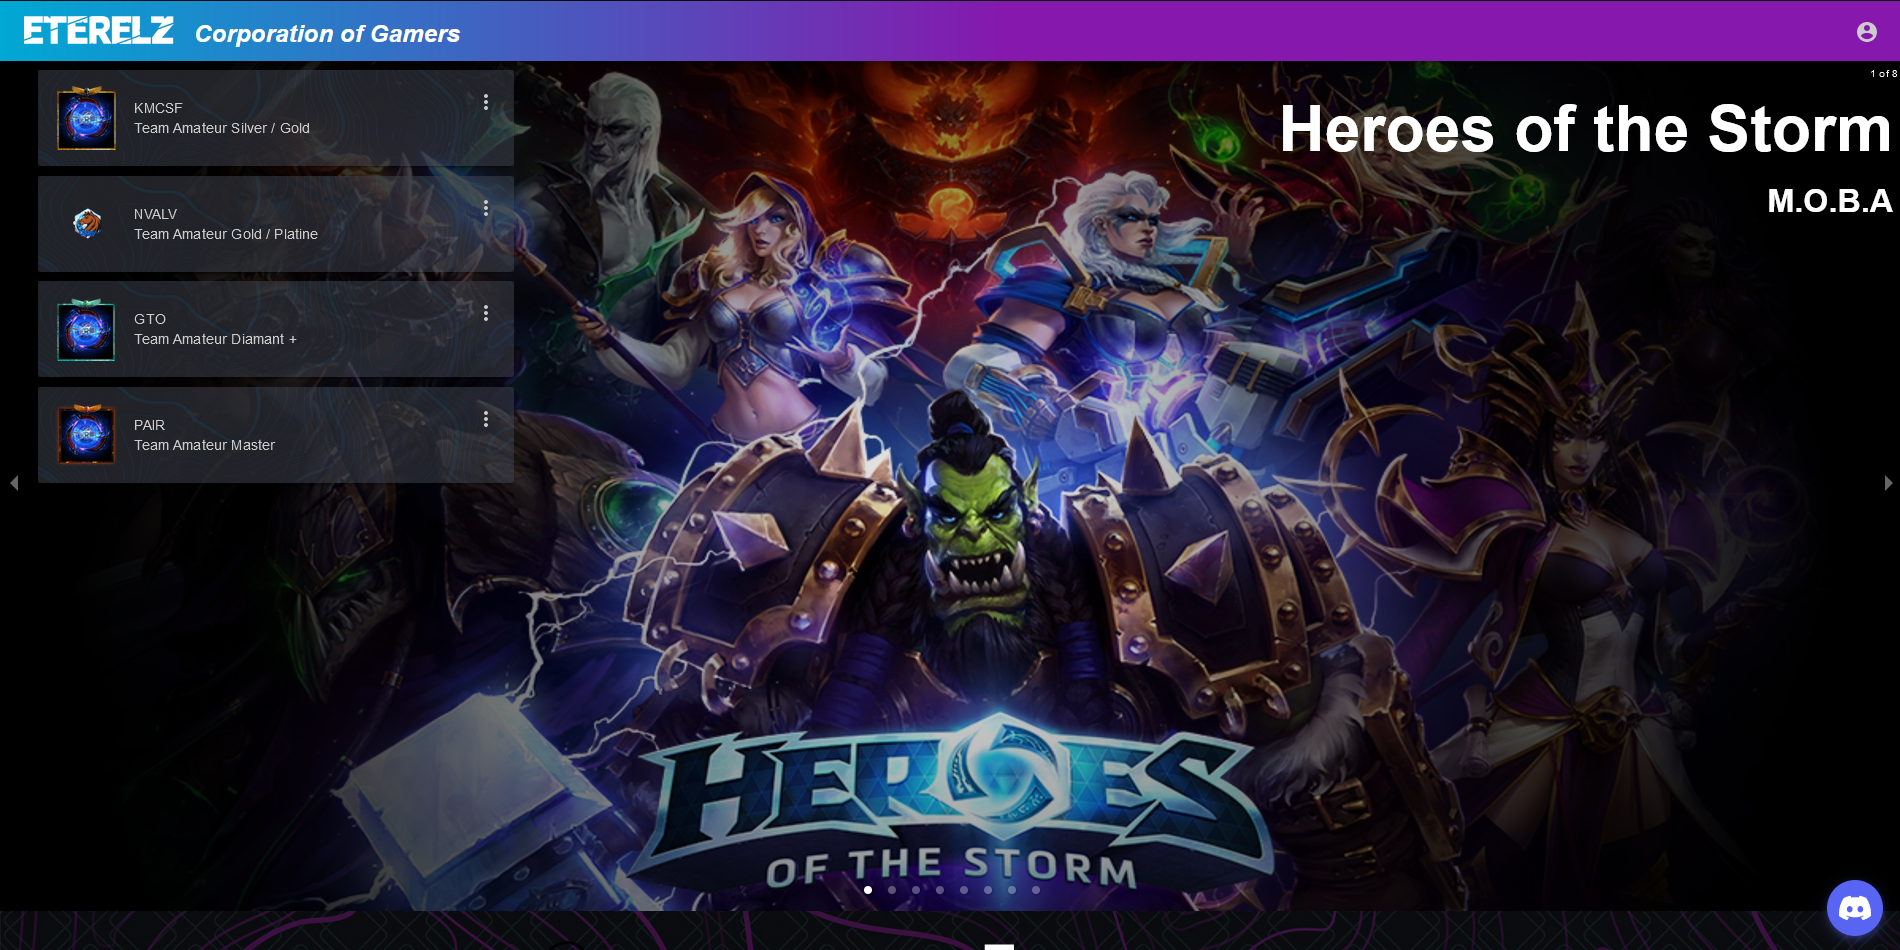 ETERELZ
Corporation of Gamers
1 of 8
Heroes of the Storm
M.O.B.A
KMCSF
Team Amateur Silver / Gold
NVALV
Team Amateur Gold / Platine
GTO
Team Amateur Diamant +
PAIR
Team Amateur Master
HEROES
OF THE STORM